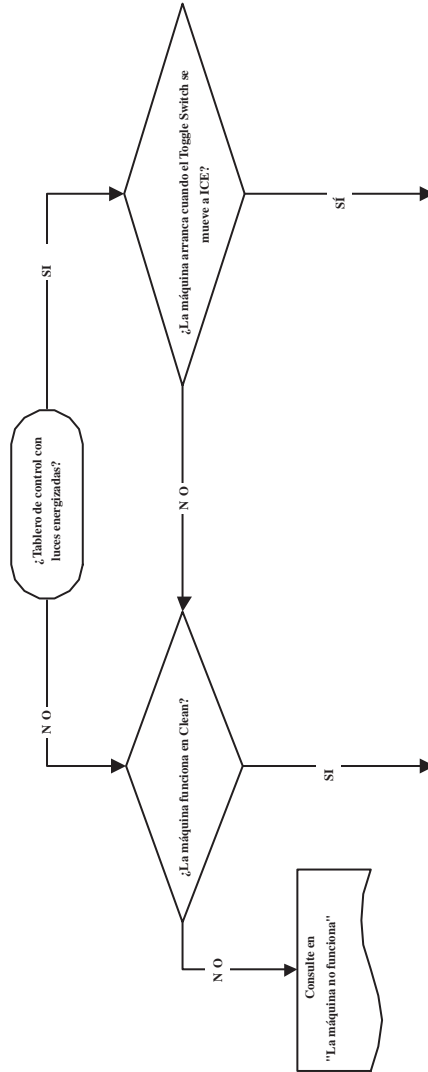 ¿Tablero de control con
luces energizadas?
N O
SI
¿La máquina funciona en Clean?
N O
¿La máquina arranca cuando el Toggle Switch se
mueve a ICE?
N O
SI
SÍ
Consulte en
"La máquina no funciona"